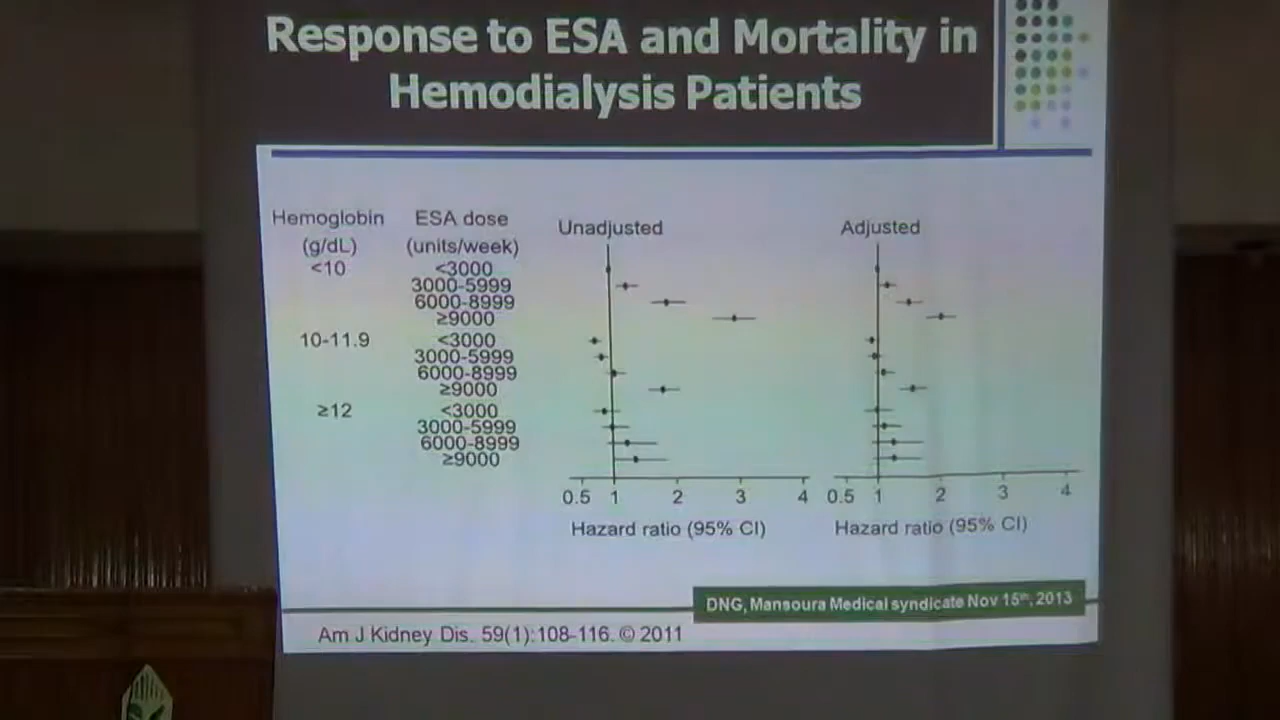 Response to ESA and Mortality in
Hemodialysis Patients
Hemoglobin ESA dose Unadjusted Adjusted
(g/dL) (units/week)
<10 <3000
3000-5999
6000-8999
≥9000
10-11.9 <3000
3000-5999
6000-8999
≥9000
≥12 <3000
3000-5999
6000-8999
≥9000
0.5 1 2 3 4 0.5 1 2 3 4
Hazard ratio (95% CI) Hazard ratio (95% CI)
DNG, Mansoura Medical syndicate Nov 15th, 2013
Am J Kidney Dis. 59(1):108-116. © 2011